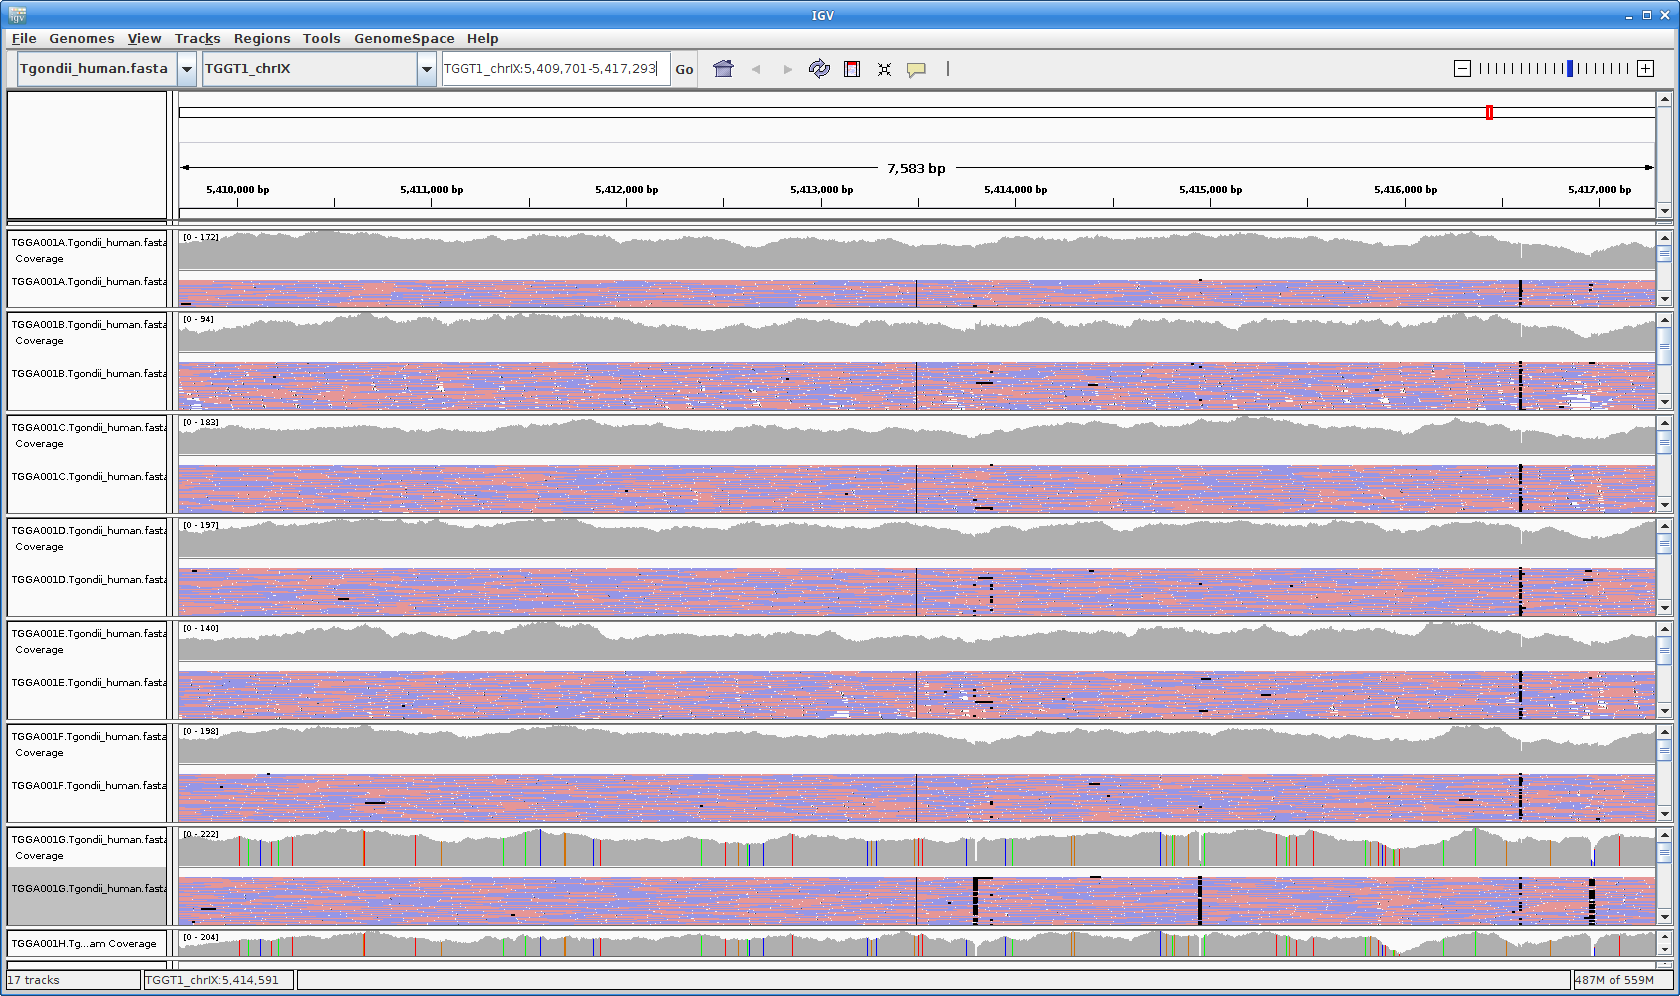 IGV
File Genomes View Tracks Regions Tools GenomeSpace Help
Tgondii_human.fasta TGGT1_chrIX TGGT1_chrIX:5,409,701-5,417,293 Go
7,583 bp
5,410,000 bp 5,411,000 bp 5,412,000 bp 5,413,000 bp 5,414,000 bp 5,415,000 bp 5,416,000 bp 5,417,000 bp
TGGA001A.Tgondii_human.fasta [0 - 172]
Coverage
TGGA001A.Tgondii_human.fasta
TGGA001B.Tgondii_human.fasta [0 - 94]
Coverage
TGGA001B.Tgondii_human.fasta
TGGA001C.Tgondii_human.fasta [0 - 183]
Coverage
TGGA001C.Tgondii_human.fasta
TGGA001D.Tgondii_human.fasta [0 - 197]
Coverage
TGGA001D.Tgondii_human.fasta
TGGA001E.Tgondii_human.fasta [0 - 140]
Coverage
TGGA001E.Tgondii_human.fasta
TGGA001F.Tgondii_human.fasta [0 - 198]
Coverage
TGGA001F.Tgondii_human.fasta
TGGA001G.Tgondii_human.fasta [0 - 222]
Coverage
TGGA001G.Tgondii_human.fasta
TGGA001H.Tg...am Coverage [0 - 204]
17 tracks TGGT1_chrIX:5,414,591 487M of 559M